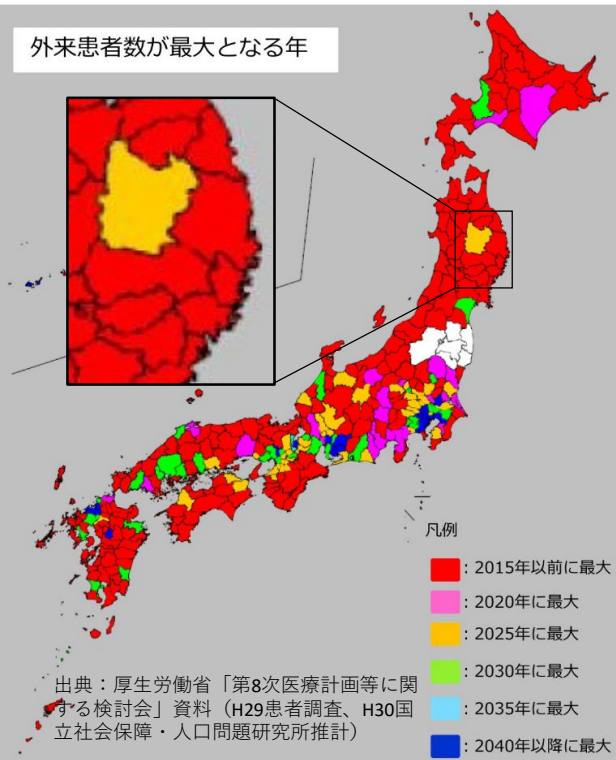 外来患者数が最大となる年
凡例
：2015年以前に最大
：2020年に最大
：2025年に最大
：2030年に最大
：2035年に最大
：2040年以降に最大
出典：厚生労働省「第8次医療計画等に関
する検討会」資料（H29患者調査、H30国
立社会保障・人口問題研究所推計）